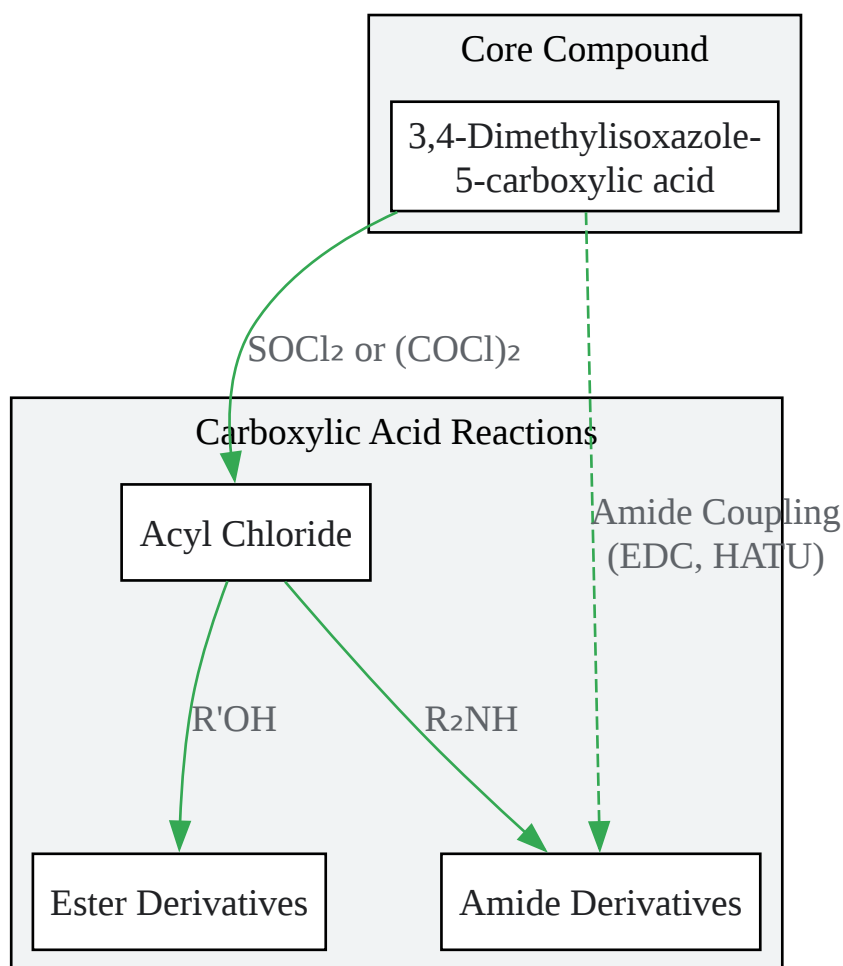 Core Compound
3,4-Dimethylisoxazole-
5-carboxylic acid
SOCl₂ or (COCl)₂
Carboxylic Acid Reactions
Acyl Chloride
Amide Coupling
(EDC, HATU)
R'OH
R₂NH
Ester Derivatives
Amide Derivatives